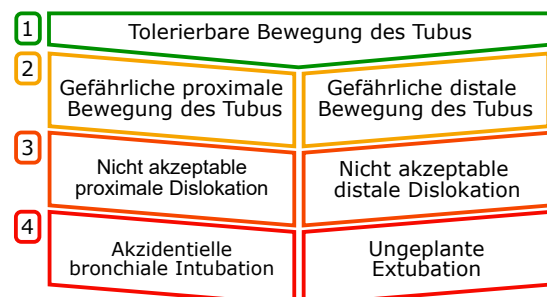 1
Tolerierbare Bewegung des Tubus
2
Gefährliche proximale
Bewegung des Tubus
Gefährliche distale
Bewegung des Tubus
3
Nicht akzeptable
proximale Dislokation
Nicht akzeptable
distale Dislokation
4
Akzidentielle
bronchiale Intubation
Ungeplante
Extubation